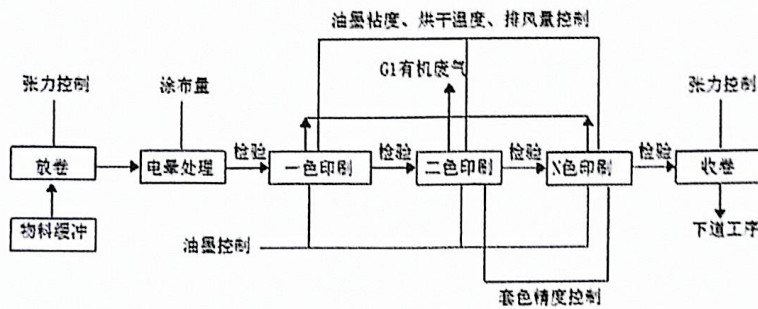 油墨粘度、烘干温度、排风量控制
G1有机废气
张力控制
涂布量
张力控制
放卷
电晕处理
检验
一色印刷
检验
二色印刷
检验
X色印刷
检验
收卷
物料缓冲
油墨控制
下道工序
套色精度控制